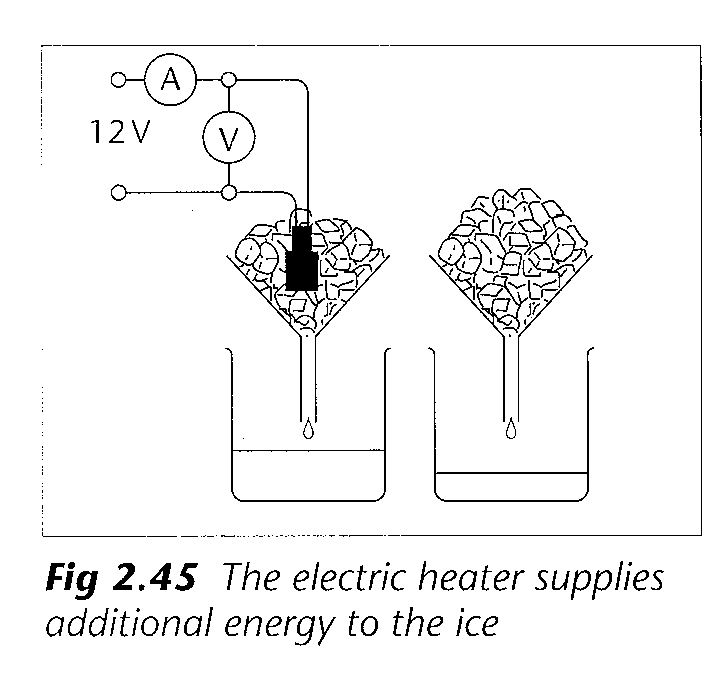 A
12V
V
Fig 2.45 The electric heater supplies
additional energy to the ice